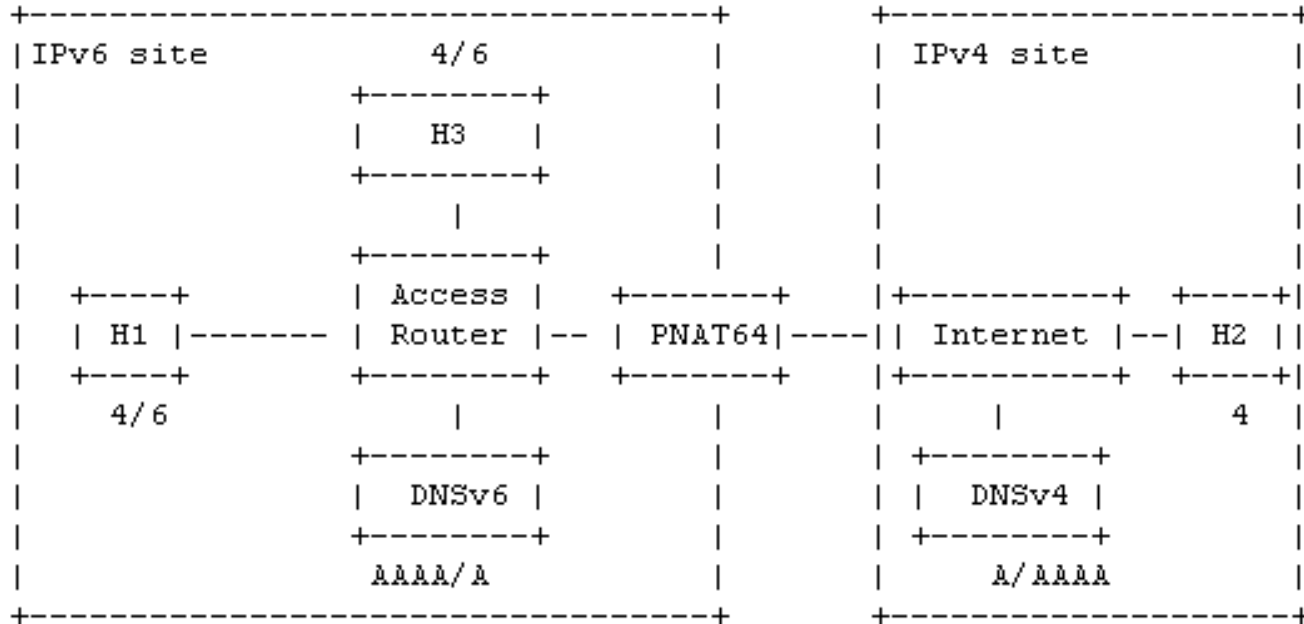 IPv6 site 4/6 IPv4 site
H3
Access
H1 Router PNAT64 Internet H2
4/6 4
DNSv6 DNSv4
AAAA/A A/AAAA